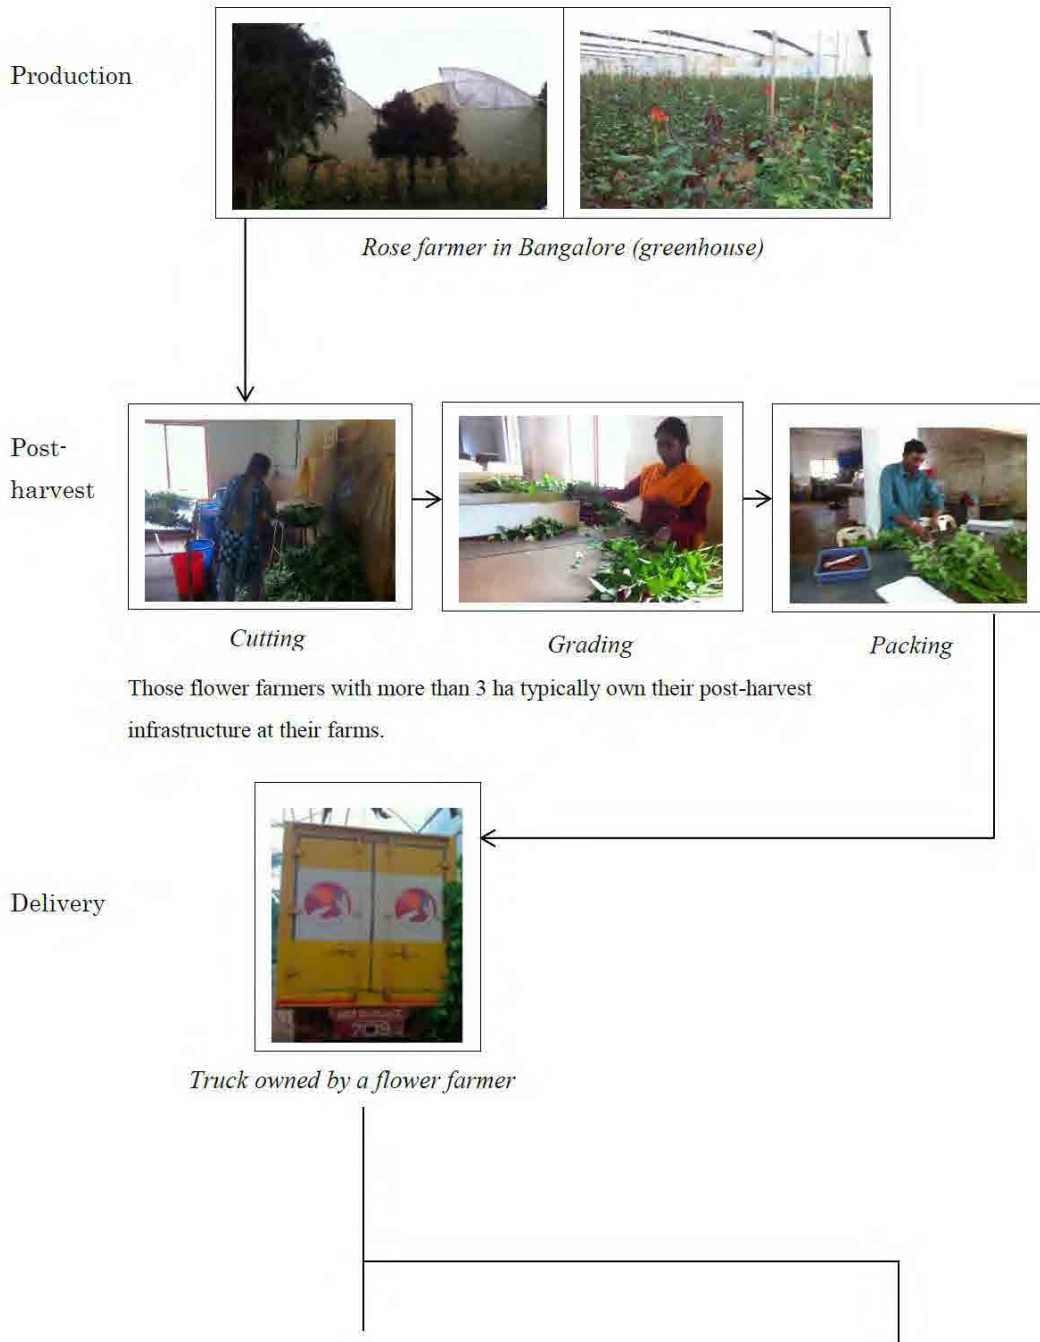 Production
Rose farmer in Bangalore (greenhouse)
Post-
harvest
Cutting
Grading
Packing
Those flower farmers with more than 3 ha typically own their post-harvest
infrastructure at their farms.
Delivery
Truck owned by a flower farmer